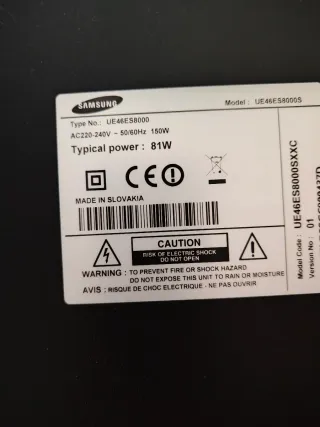 SAMSUNG
Model : UE46ES8000S
Type No.: UE46ES8000
AC220-240V ~ 50/60Hz 150W
Typical power : 81W
MADE IN SLOVAKIA
CAUTION
RISK OF ELECTRIC SHOCK
DO NOT OPEN
WARNING : TO PREVENT FIRE OR SHOCK HAZARD
DO NOT EXPOSE THIS UNIT TO RAIN OR MOISTURE
AVIS : RISQUE DE CHOC ELECTRIQUE - NE PAS OUVRIR
Model Code : UE46ES8000SXXC
Version No : 01